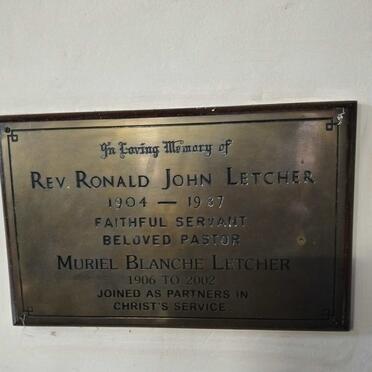 In Loving Memory of
REV. RONALD JOHN LETCHER
1904 — 1987
FAITHFUL SERVANT
BELOVED PASTOR
MURIEL BLANCHE LETCHER
1906 TO 2002
JOINED AS PARTNERS IN
CHRIST'S SERVICE